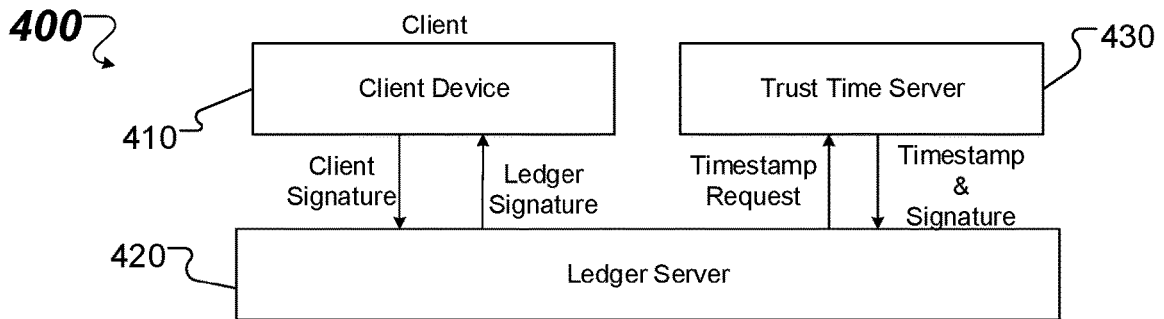 400
Client
430
Client Device
Trust Time Server
410
Client
Signature
Ledger
Signature
Timestamp
Request
Timestamp
&
Signature
420
Ledger Server